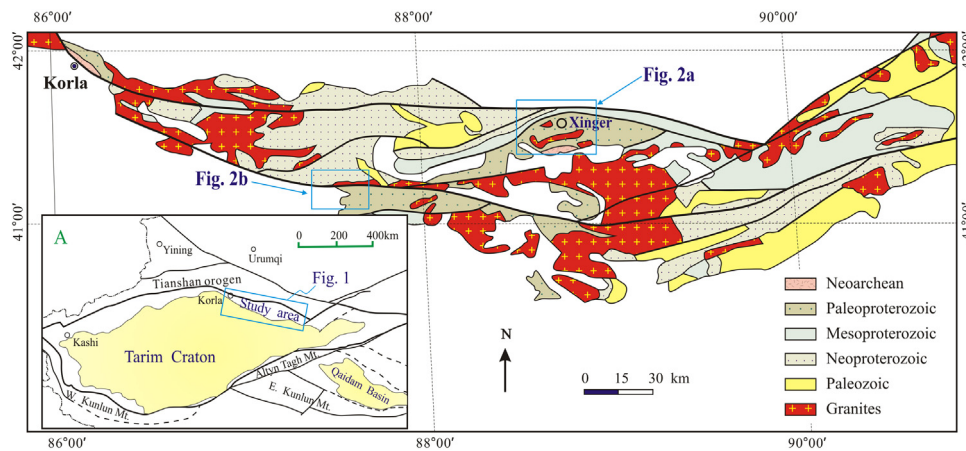 86°00′ 88°00′ 90°00′
42°00′
42°00′
Korla
Fig. 2a
Xinger
Fig. 2b
41°00′
41°00′
A
0 200 400km
Yining
Urumqi
Tianshan orogen
Fig. 1
Korla
Study area
Kashi
Tarim Craton
Altyn Tagh Mt.
Qaidam Basin
E. Kunlun Mt.
W. Kunlun Mt.
N
0 15 30 km
Neoarchean
Paleoproterozoic
Mesoproterozoic
Neoproterozoic
Paleozoic
Granites
86°00′ 88°00′ 90°00′